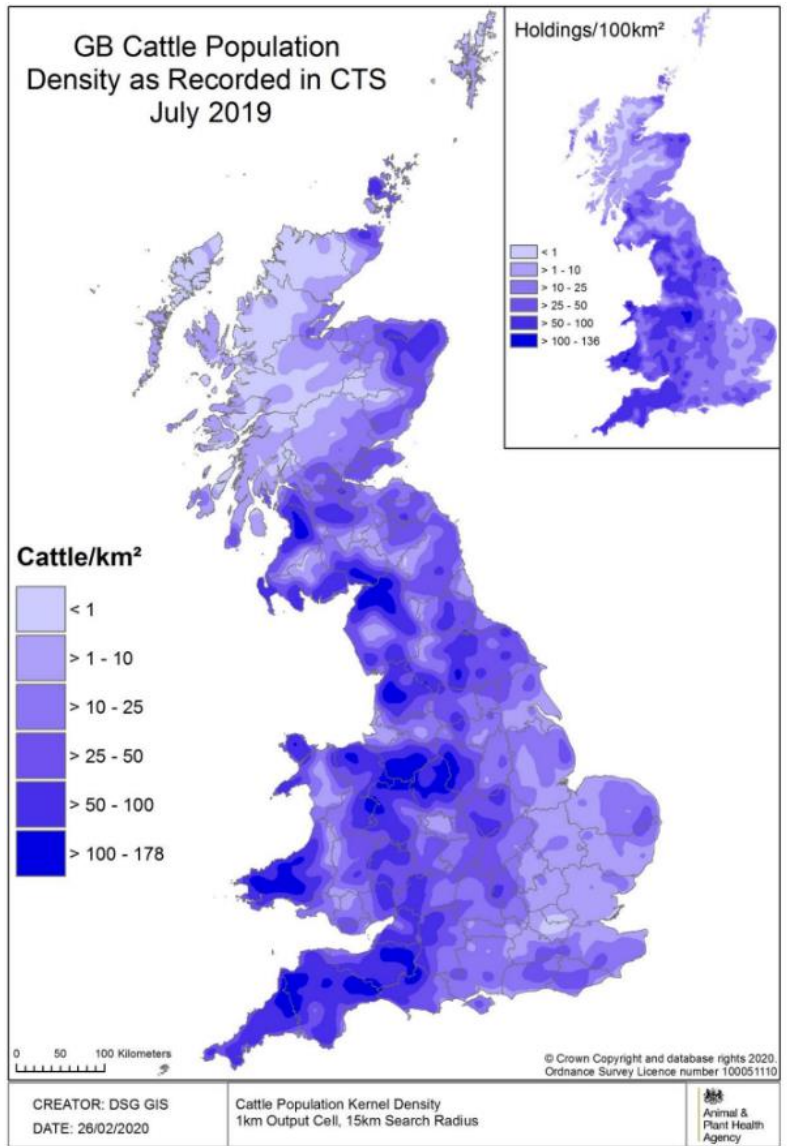 GB Cattle Population
Density as Recorded in CTS
July 2019
Holdings/100km²
< 1
> 1 - 10
> 10 - 25
> 25 - 50
> 50 - 100
> 100 - 136
Cattle/km²
< 1
> 1 - 10
> 10 - 25
> 25 - 50
> 50 - 100
> 100 - 178
0 50 100 Kilometers
© Crown Copyright and database rights 2020.
Ordnance Survey Licence number 100051110
CREATOR: DSG GIS
DATE: 26/02/2020
Cattle Population Kernel Density
1km Output Cell, 15km Search Radius
Animal &
Plant Health
Agency